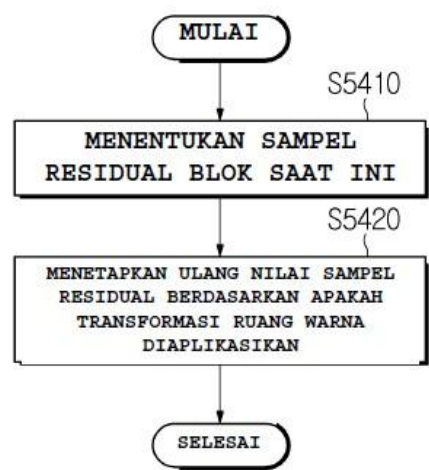 MULAI
S5410
MENENTUKAN SAMPEL
RESIDUAL BLOK SAAT INI
S5420
MENETAPKAN ULANG NILAI SAMPEL
RESIDUAL BERDASARKAN APAKAH
TRANSFORMASI RUANG WARNA
DIAPLIKASIKAN
SELESAI